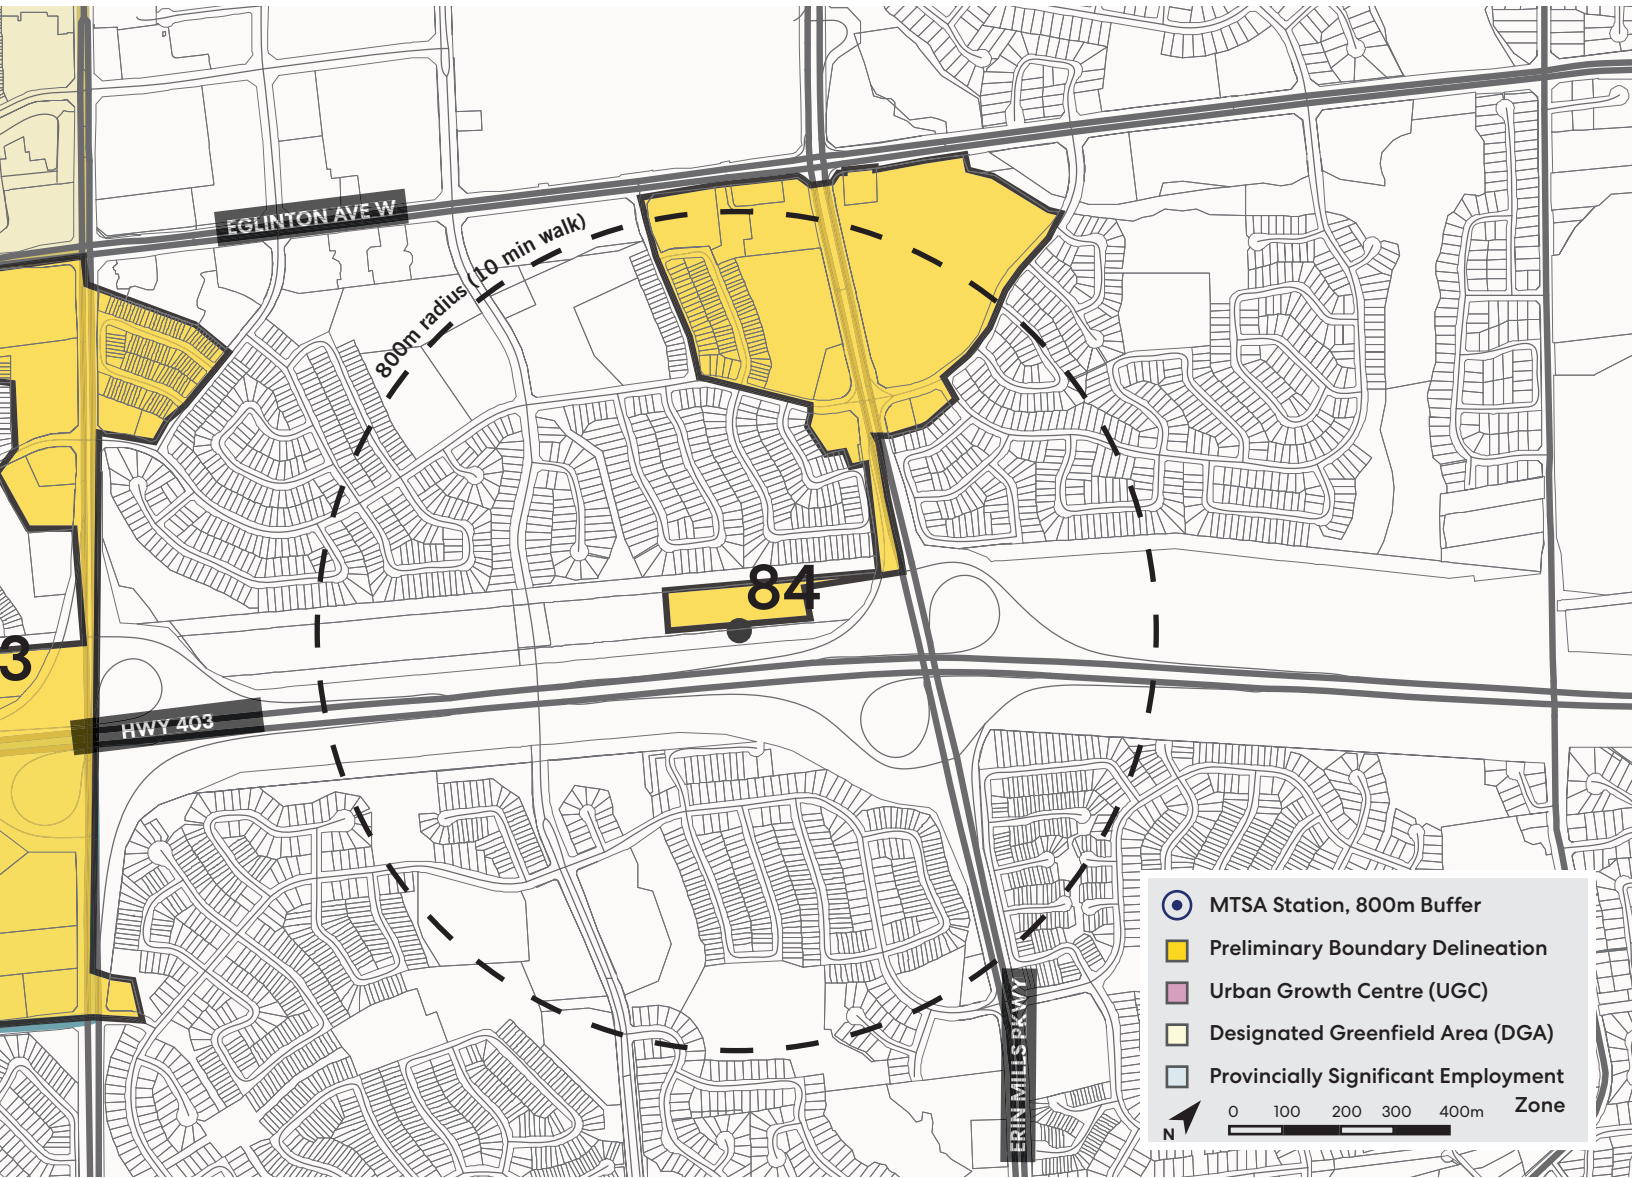 EGLINTON AVE W
800m radius (10 min walk)
84
3
HWY 403
ERIN MILLS PKWY
MTSA Station, 800m Buffer
Preliminary Boundary Delineation
Urban Growth Centre (UGC)
Designated Greenfield Area (DGA)
Provincially Significant Employment
Zone
N
0 100 200 300 400m